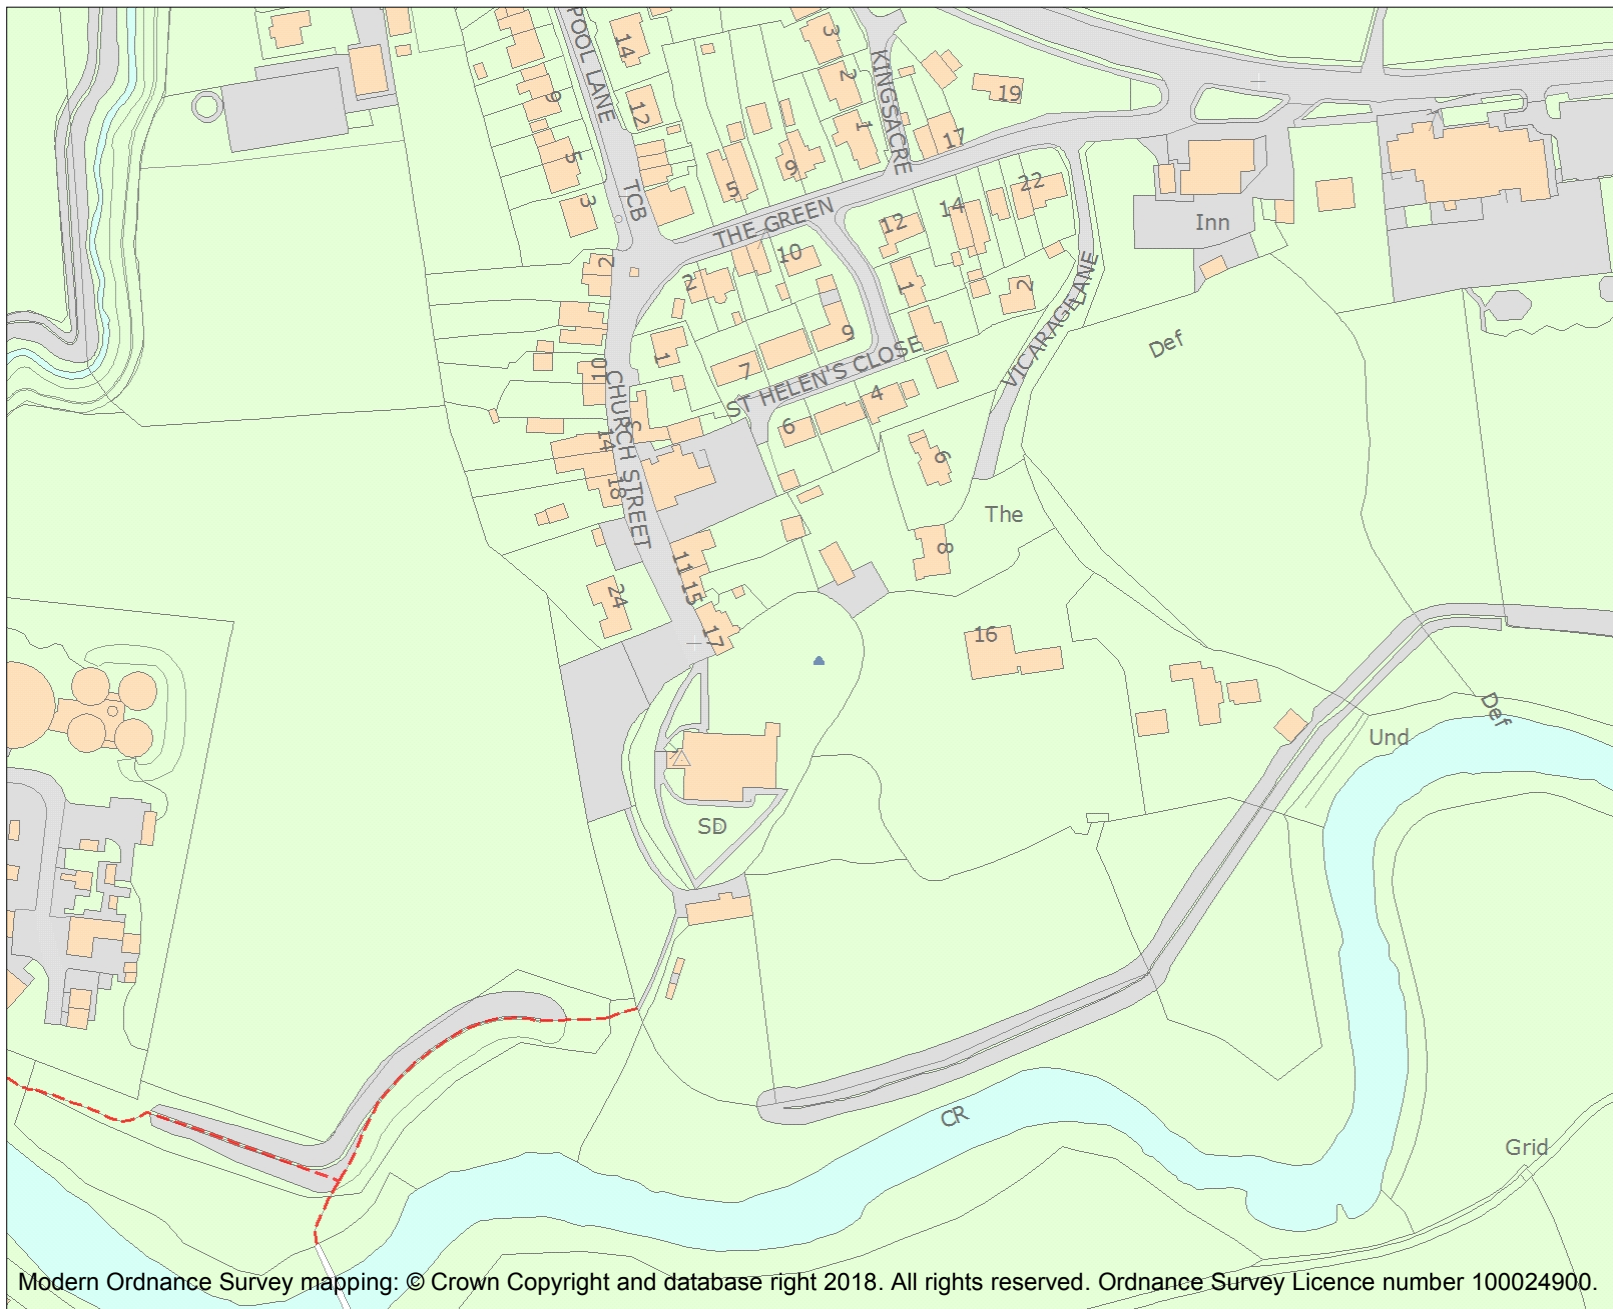 POOL LANE
14
3
KINGSACRE
2
19
9
12
1
17
5
9
TCB
5
3
22
THE GREEN
14
12
Inn
2
10
2
1
2
VICARAGE LANE
9
Def
1
10
7
ST HELEN'S CLOSE
4
CHURCH STREET
3
14
6
6
18
The
11
8
15
24
17
16
Und
Def
SD
CR
Grid
Modern Ordnance Survey mapping: © Crown Copyright and database right 2018. All rights reserved. Ordnance Survey Licence number 100024900.